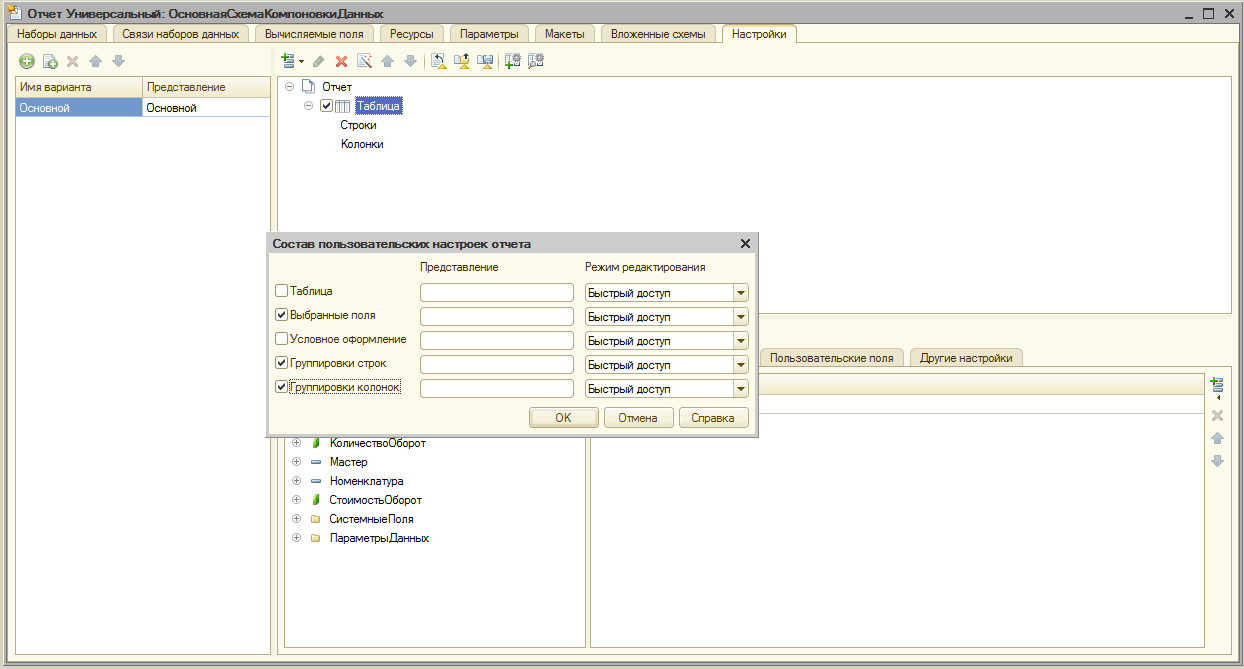 Отчет Универсальный: ОсновнаяСхемаКомпоновкиДанных
Наборы данных Связи наборов данных Вычисляемые поля Ресурсы Параметры Макеты Вложенные схемы Настройки
Имя варианта Представление
Основной Основной
Отчет
Таблица
Строки
Колонки
Состав пользовательских настроек отчета
Представление Режим редактирования
Таблица Быстрый доступ
Выбранные поля Быстрый доступ
Условное оформление Быстрый доступ
Группировки строк Быстрый доступ
Группировки колонок Быстрый доступ
OK Отмена Справка
Пользовательские поля Другие настройки
КоличествоОборот
Мастер
Номенклатура
СтоимостьОборот
СистемныеПоля
ПараметрыДанных